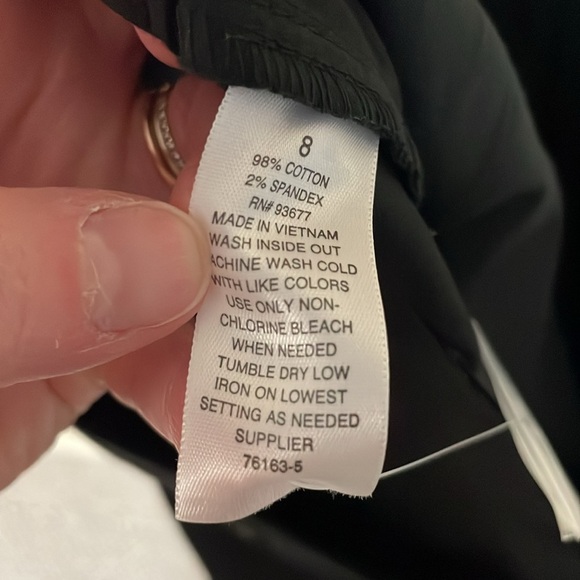 8
98% COTTON
2% SPANDEX
RN# 93677
MADE IN VIETNAM
WASH INSIDE OUT
ACHINE WASH COLD
WITH LIKE COLORS
USE ONLY NON-
CHLORINE BLEACH
WHEN NEEDED
TUMBLE DRY LOW
IRON ON LOWEST
SETTING AS NEEDED
SUPPLIER
76163-5